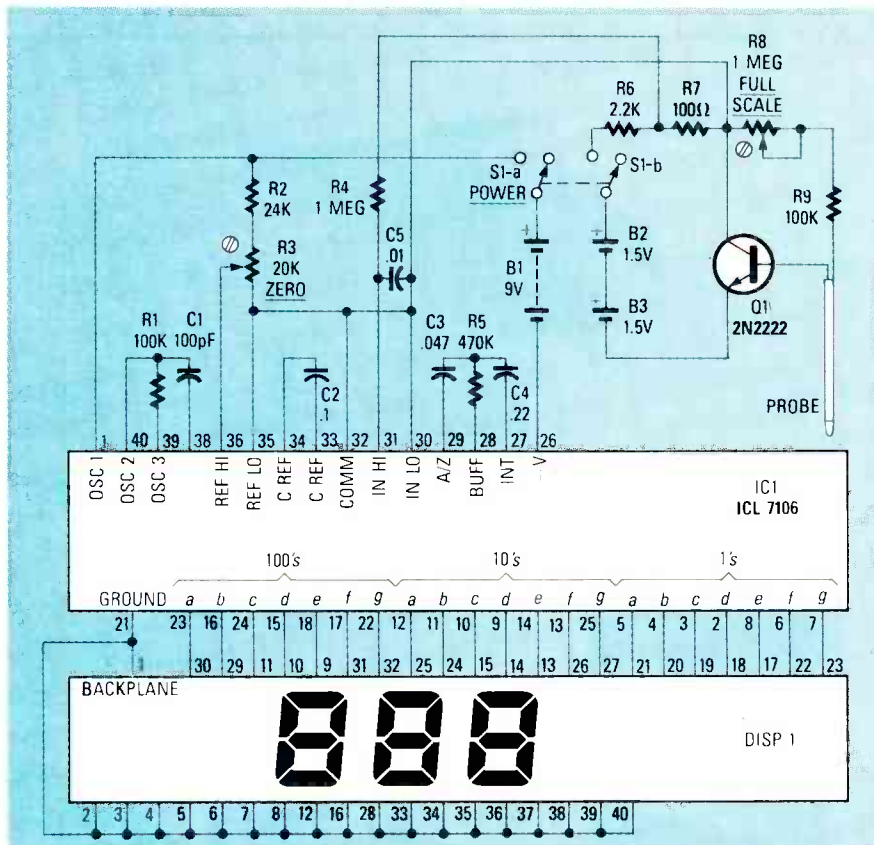 R8
1 MEG
FULL
SCALE
R6
2.2K
R7
100Ω
S1-a
POWER
S1-b
R2
24K
R4
1 MEG
R9
100K
C5
.01
R3
20K
ZERO
+
B1
9V
+
B2
1.5V
+
B3
1.5V
Q1
2N2222
R1
100K
C1
100pF
C3
.047
R5
470K
C2
.1
C4
.22
PROBE
1 40 39 38 36 35 34 33 32 31 30 29 28 27 26
OSC 1
OSC 2
OSC 3
REF HI
REF LO
C REF
C REF
COMM
IN HI
IN LO
A/Z
BUFF
INT
-V
IC1
ICL 7106
100's 10's 1's
GROUND a b c d e f g a b c d e f g a b c d e f g
21 23 16 24 15 18 17 22 12 11 10 9 14 13 25 5 4 3 2 8 6 7
1 30 29 11 10 9 31 32 25 24 15 14 13 26 27 21 20 19 18 17 22 23
BACKPLANE
888
DISP 1
2 3 4 5 6 7 8 12 16 28 33 34 35 36 37 38 39 40